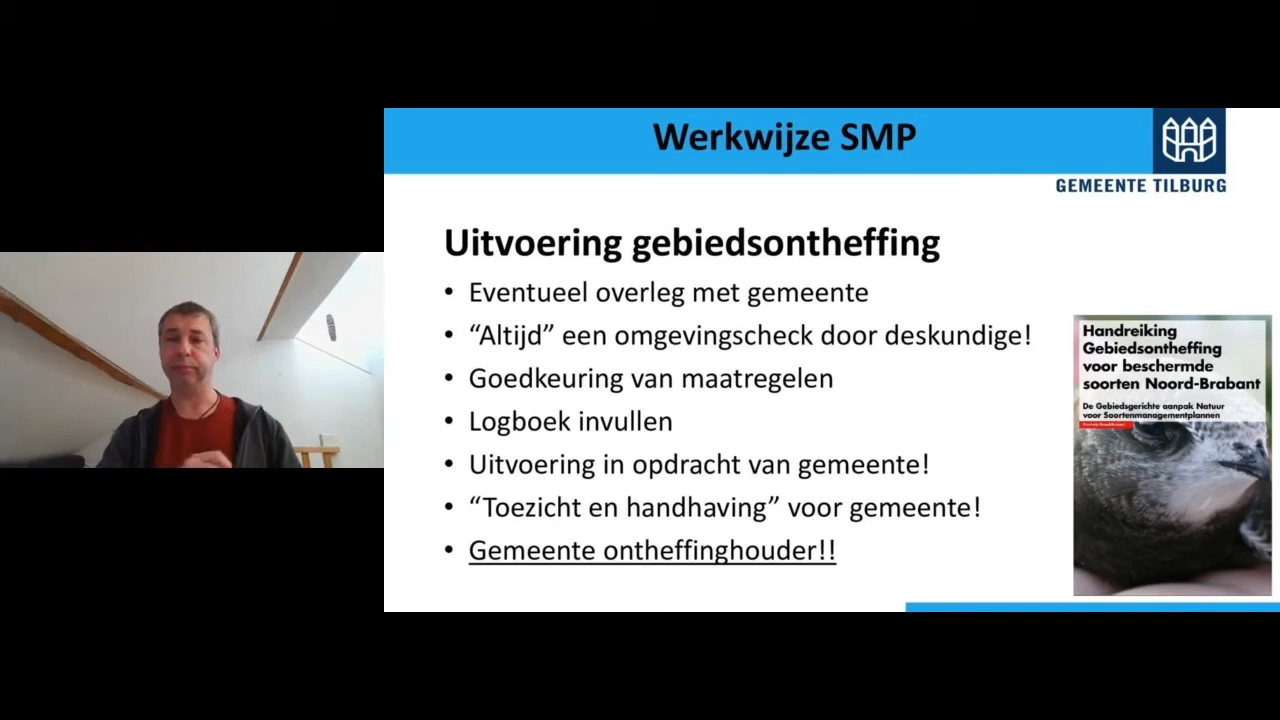 Werkwijze SMP
GEMEENTE TILBURG
Uitvoering gebiedsontheffing
• Eventueel overleg met gemeente
• “Altijd” een omgevingscheck door deskundige!
• Goedkeuring van maatregelen
• Logboek invullen
• Uitvoering in opdracht van gemeente!
• “Toezicht en handhaving” voor gemeente!
• Gemeente ontheffinghouder!!
Handreiking
Gebiedsontheffing
voor beschermde
soorten Noord-Brabant
De Gebiedsgerichte aanpak Natuur
voor Soortenmanagementplannen